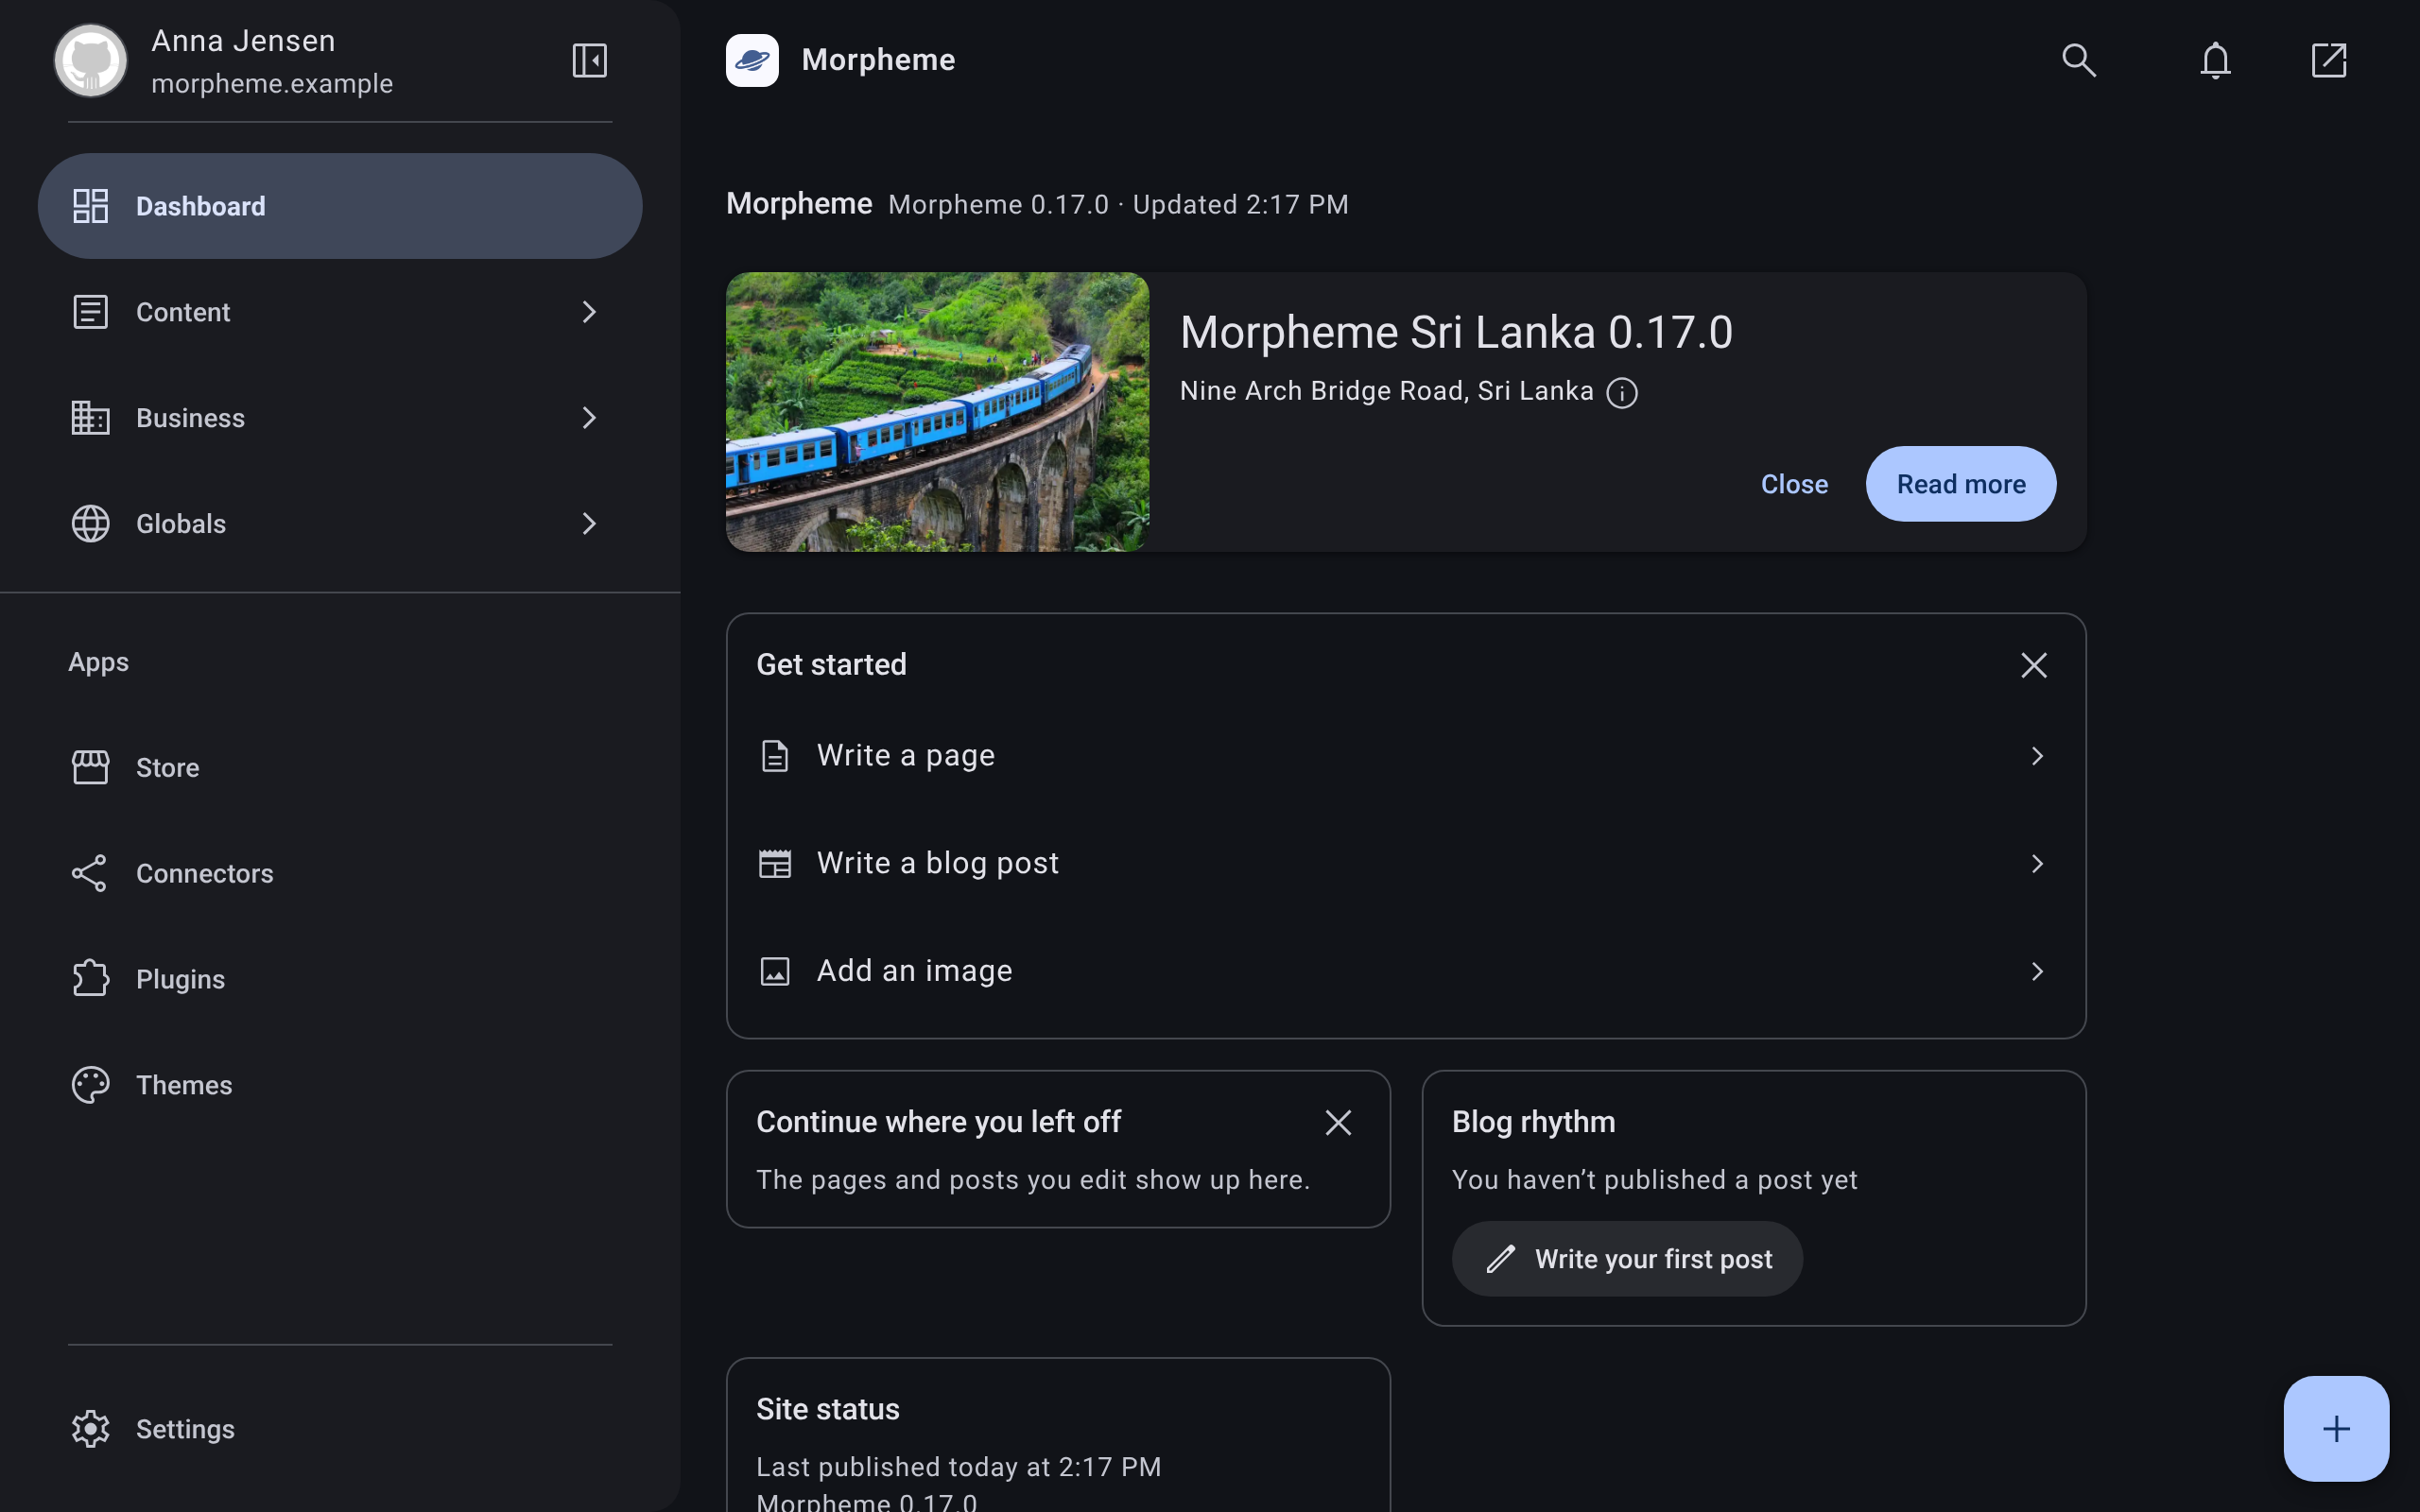 Anna Jensen
morpheme.example
Dashboard
Content
Business
Globals
Apps
Store
Connectors
Plugins
Themes
Settings
Morpheme
Morpheme Morpheme 0.17.0 · Updated 2:17 PM
Morpheme Sri Lanka 0.17.0
Nine Arch Bridge Road, Sri Lanka
Close Read more
Get started
Write a page
Write a blog post
Add an image
Continue where you left off
The pages and posts you edit show up here.
Blog rhythm
You haven’t published a post yet
Write your first post
Site status
Last published today at 2:17 PM
Morpheme 0.17.0